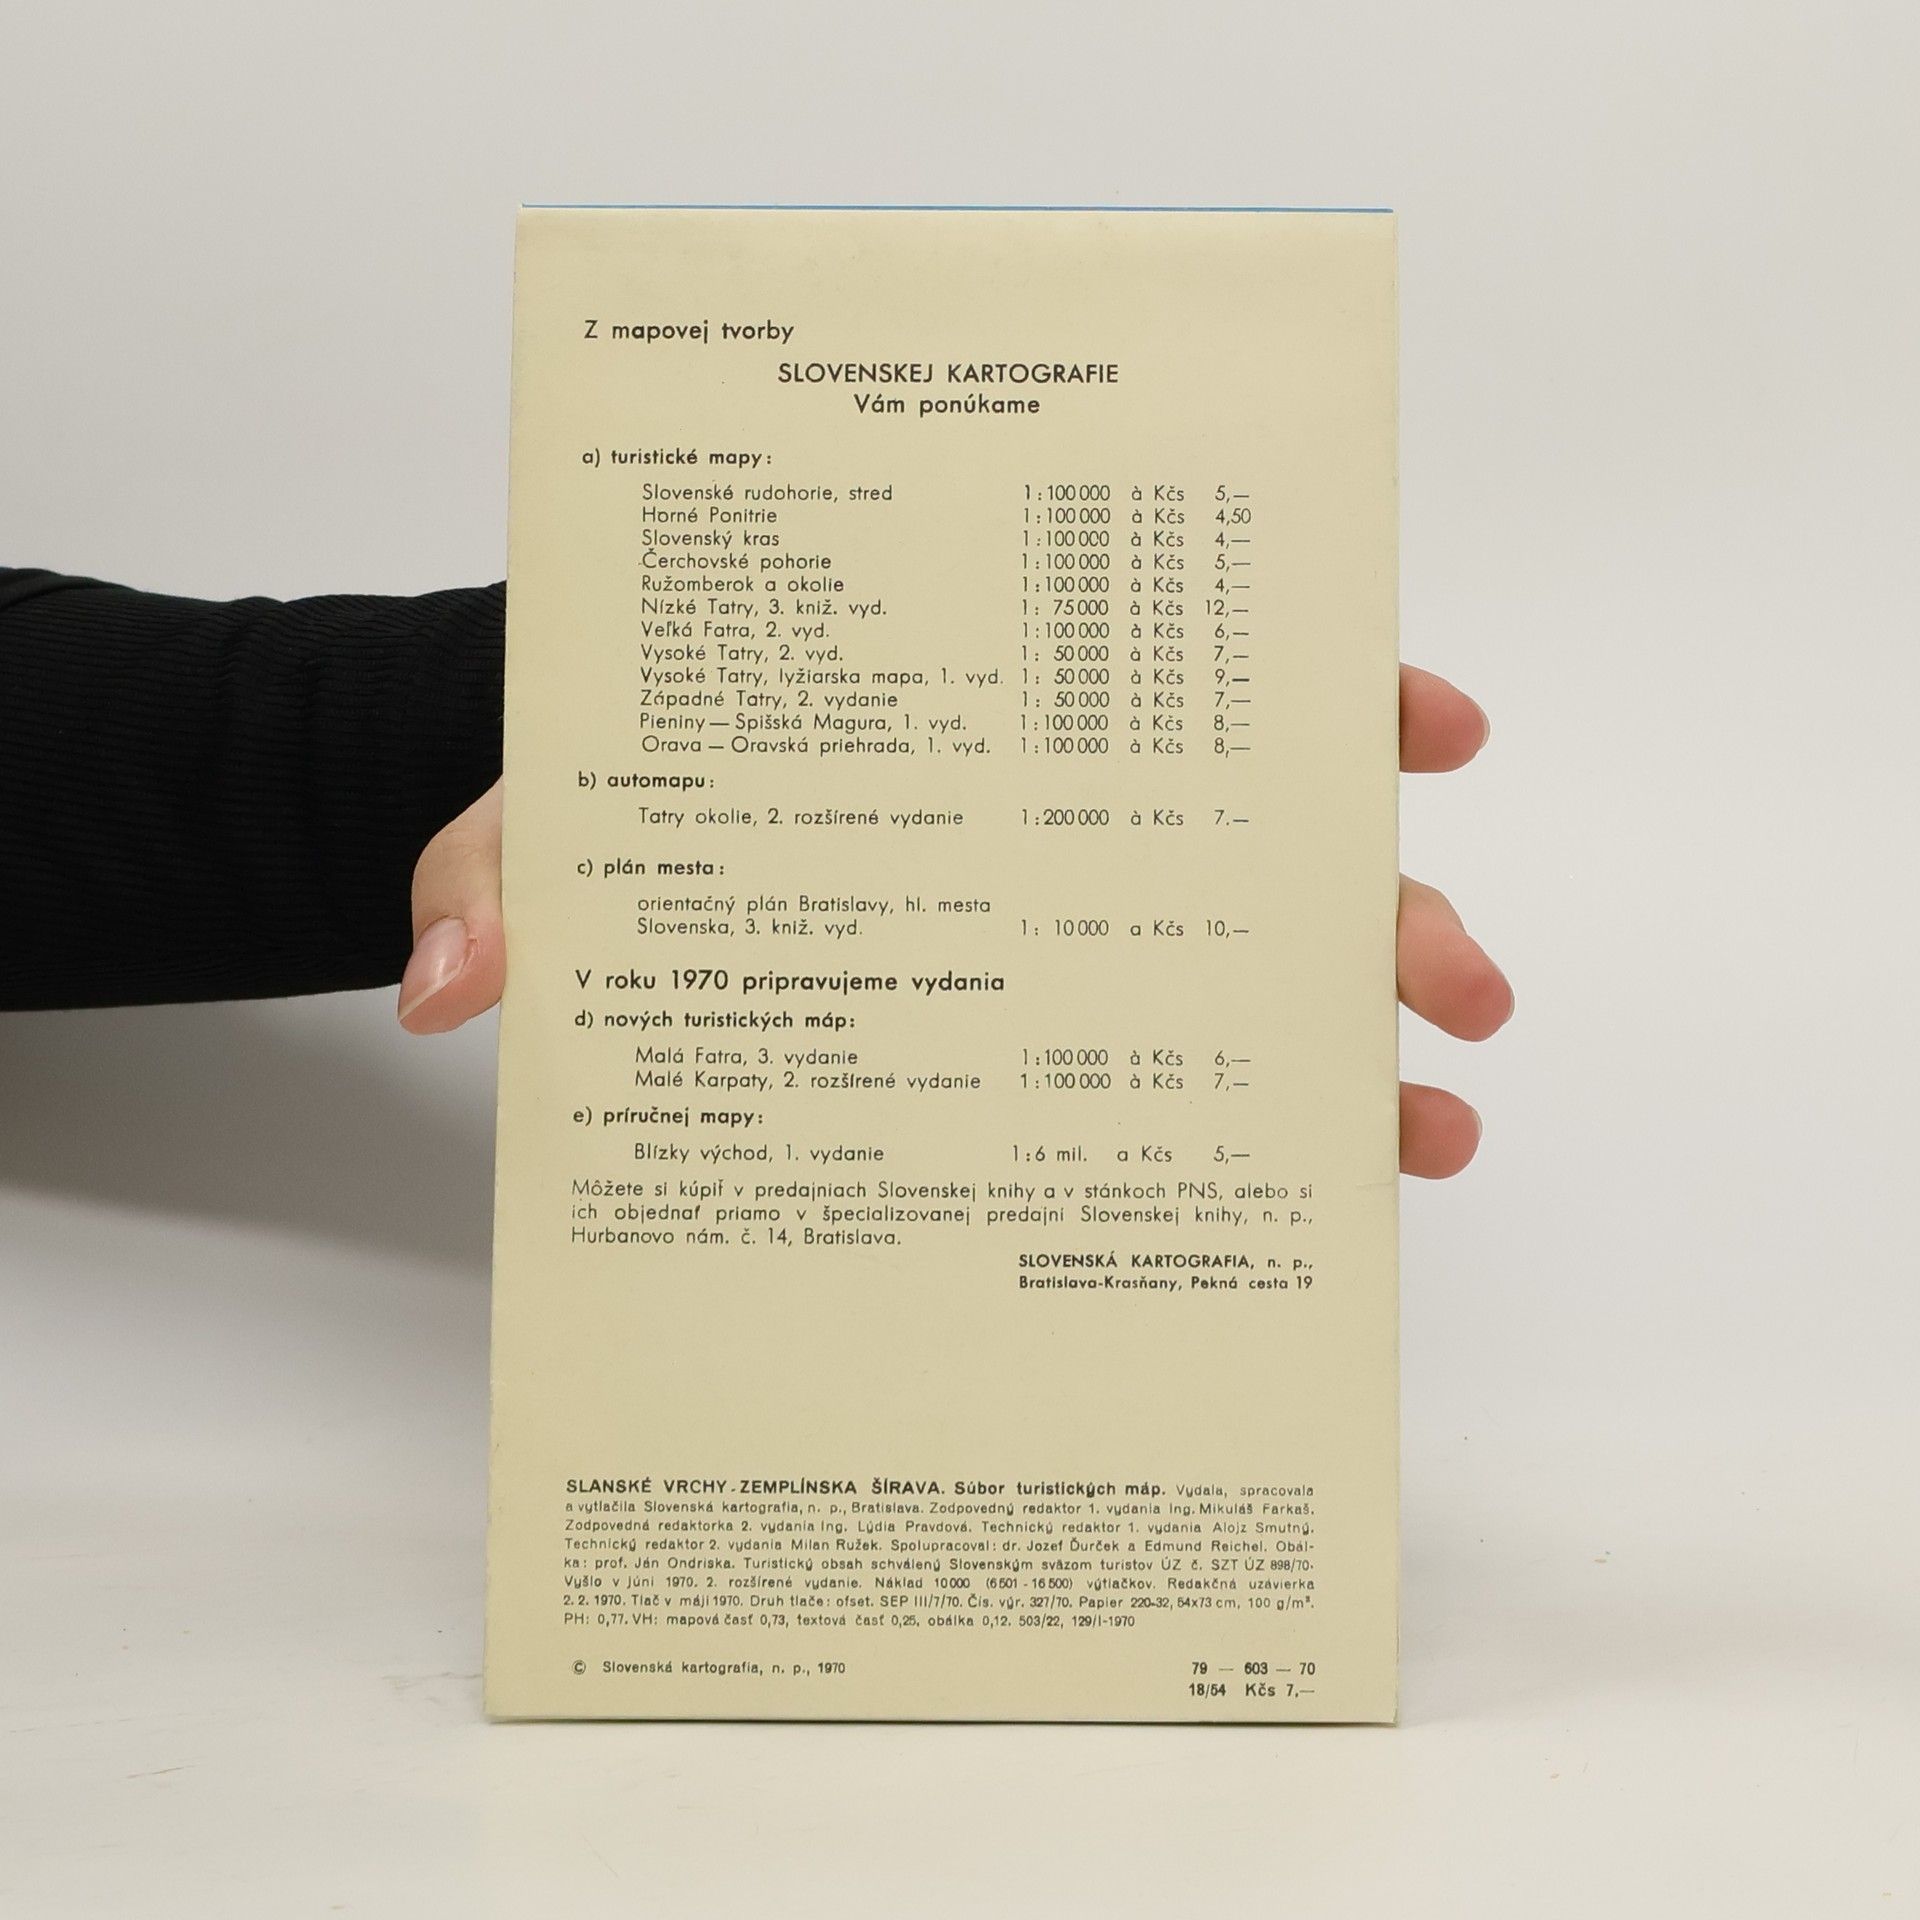 Z mapovej tvorby
SLOVENSKEJ KARTOGRAFIE
Vám ponúkame
a) turistické mapy:
Slovenské rudohorie, stred 1:100 000 à Kčs 5,—
Horné Ponitrie 1:100 000 à Kčs 4,50
Slovenský kras 1:100 000 à Kčs 4,—
Čerchovské pohorie 1:100 000 à Kčs 5,—
Ružomberok a okolie 1:100 000 à Kčs 4,—
Nízké Tatry, 3. kniž. vyd. 1: 75 000 à Kčs 12,—
Veľká Fatra, 2. vyd. 1:100 000 à Kčs 6,—
Vysoké Tatry, 2. vyd. 1: 50 000 à Kčs 7,—
Vysoké Tatry, lyžiarska mapa, 1. vyd. 1: 50 000 à Kčs 9,—
Západné Tatry, 2. vydanie 1: 50 000 à Kčs 7,—
Pieniny — Spišská Magura, 1. vyd. 1:100 000 à Kčs 8,—
Orava — Oravská priehrada, 1. vyd. 1:100 000 à Kčs 8,—
b) automapu:
Tatry okolie, 2. rozšírené vydanie 1:200 000 à Kčs 7.—
c) plán mesta:
orientačný plán Bratislavy, hl. mesta
Slovenska, 3. kniž. vyd. 1: 10 000 a Kčs 10,—
V roku 1970 pripravujeme vydania
d) nových turistických máp:
Malá Fatra, 3. vydanie 1:100 000 à Kčs 6,—
Malé Karpaty, 2. rozšírené vydanie 1:100 000 à Kčs 7,—
e) príručnej mapy:
Blízky východ, 1. vydanie 1:6 mil. a Kčs 5,—
Môžete si kúpiť v predajniach Slovenskej knihy a v stánkoch PNS, alebo si
ich objednať priamo v špecializovanej predajni Slovenskej knihy, n. p.,
Hurbanovo nám. č. 14, Bratislava.
SLOVENSKÁ KARTOGRAFIA, n. p.,
Bratislava-Krasňany, Pekná cesta 19
SLANSKÉ VRCHY-ZEMPLÍNSKA ŠÍRAVA. Súbor turistických máp. Vydala, spracovala
a vytlačila Slovenská kartografia, n. p., Bratislava. Zodpovedný redaktor 1. vydania Ing. Mikuláš Farkaš.
Zodpovedná redaktorka 2. vydania Ing. Lýdia Pravdová. Technický redaktor 1. vydania Alojz Smutný.
Technický redaktor 2. vydania Milan Ružek. Spolupracoval: dr. Jozef Ďurček a Edmund Reichel. Obál-
ka: prof. Ján Ondriska. Turistický obsah schválený Slovenským sväzom turistov ÚZ č. SZT ÚZ 898/70.
Vyšlo v júni 1970. 2. rozšírené vydanie. Náklad 10000 (6501-16500) výtlačkov. Redakčná uzávierka
2. 2. 1970. Tlač v máji 1970. Druh tlače: ofset. SEP III/7/70. Čís. výr. 327/70. Papier 220-32, 54x73 cm, 100 g/m².
PH: 0,77. VH: mapová časť 0,73, textová časť 0,25, obálka 0,12. 503/22, 129/I-1970
© Slovenská kartografia, n. p., 1970 79 — 603 — 70
18/54 Kčs 7,—